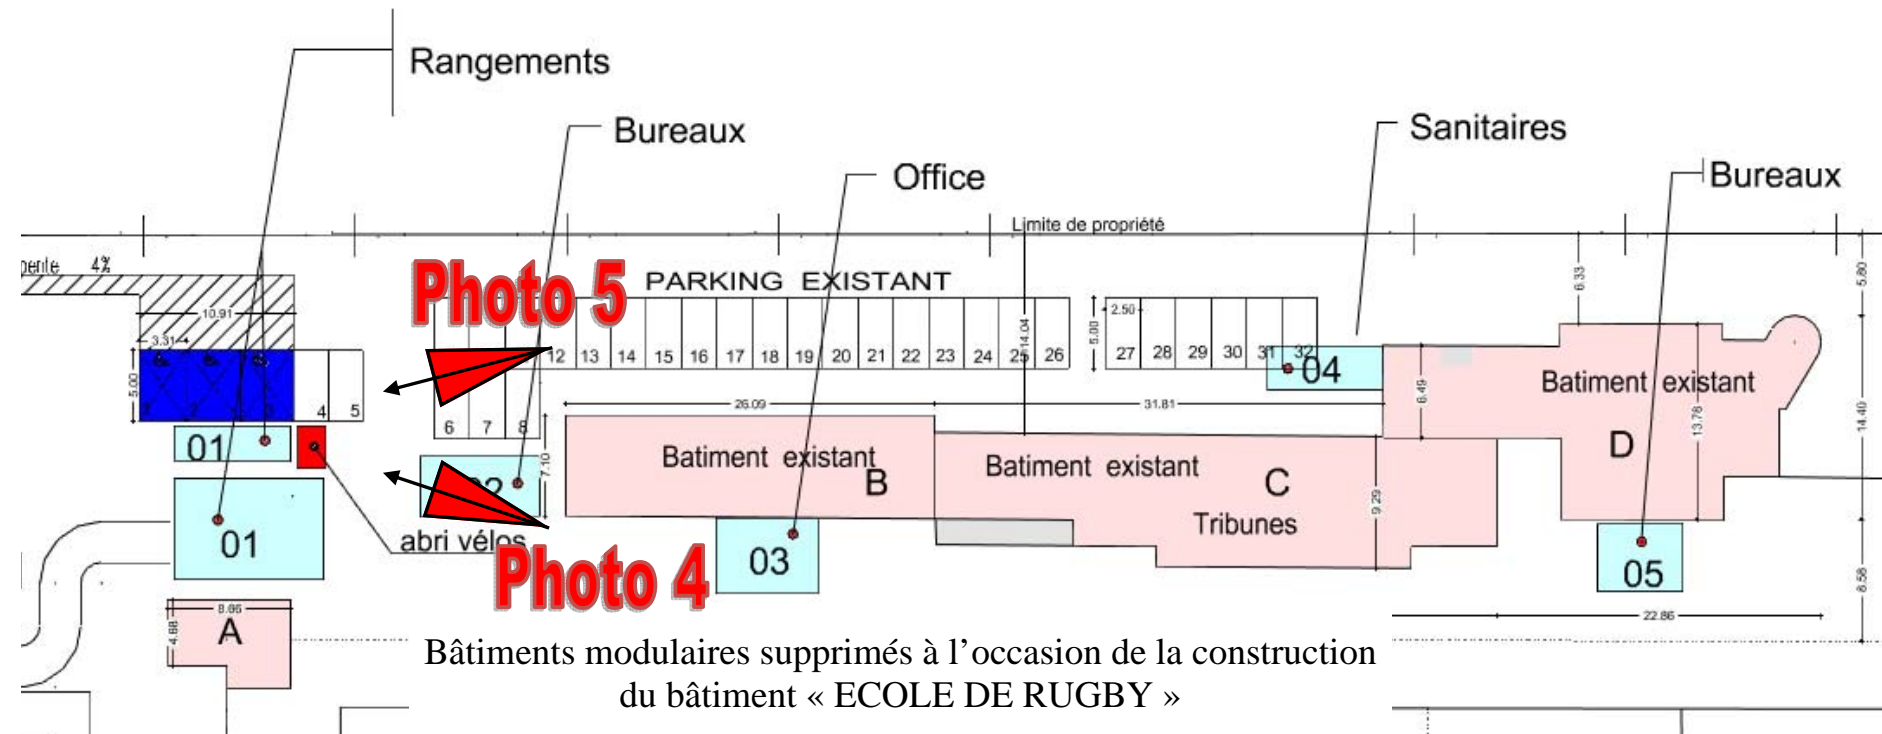 Rangements
Bureaux
Sanitaires
Office
Bureaux
Limite de propriété
pente 4%
Photo 5
PARKING EXISTANT
10.91
3.31
5.00
4 5
6 7 8
12 13 14 15 16 17 18 19 20 21 22 23 24 25 26
14.04
5.00
2.50
27 28 29 30 31 32
6.33
5.80
04
6.49
Batiment existant
13.78
14.40
D
26.09
31.81
01
02
7.10
Batiment existant
B
Batiment existant
C
Tribunes
9.29
01
abri vélos
03
05
8.58
Photo 4
8.66
4.68
A
22.86
Bâtiments modulaires supprimés à l’occasion de la construction
du bâtiment « ECOLE DE RUGBY »